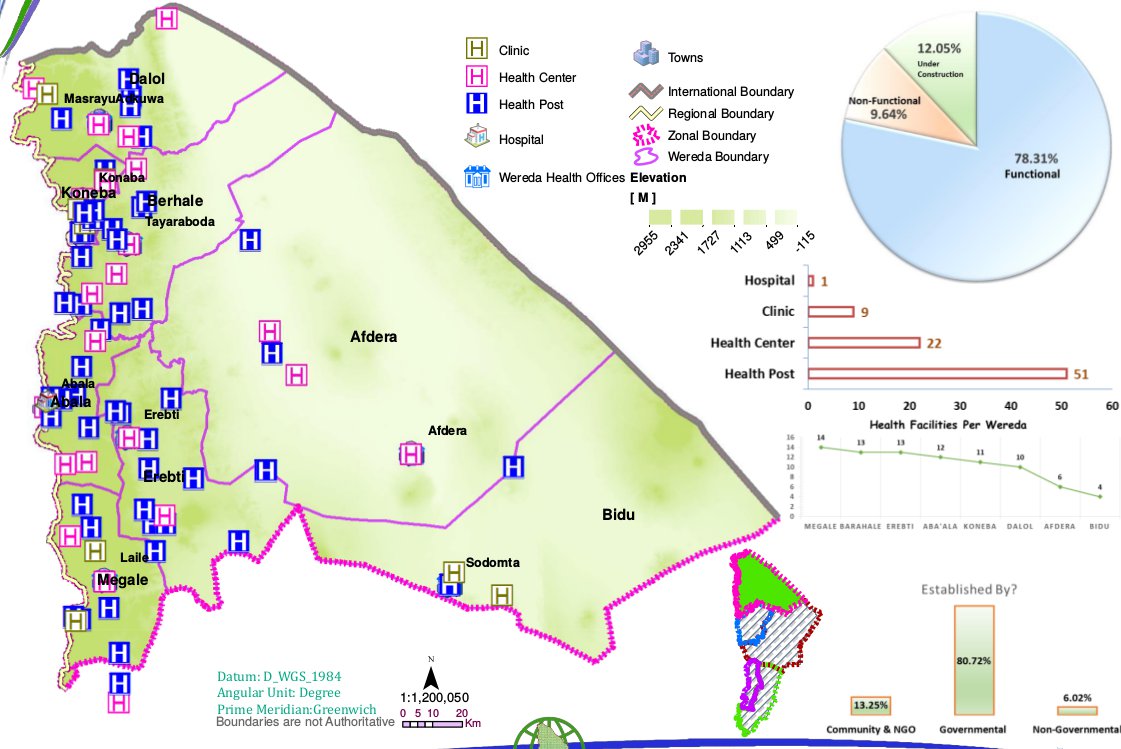 Dalol
MasrayuAukuwa
Konaba
Koneba
Berhale
Tayaraboda
Afdera
Abala
Abala
Erebti
Afdera
Erebti
Bidu
Laile
Sodomta
Megale
Clinic
Health Center
Health Post
Hospital
Wereda Health Offices
Towns
International Boundary
Regional Boundary
Zonal Boundary
Wereda Boundary
Elevation
[ M ]
2955 2341 1727 1113 499 -115
12.05%
Under
Construction
Non-Functional
9.64%
78.31%
Functional
Hospital 1
Clinic 9
Health Center 22
Health Post 51
0 10 20 30 40 50 60
Health Facilities Per Wereda
16
14
12
10
8
6
4
2
0
14 13 13 12 11 10 6 4
MEGALE BARAHALE EREBTI ABA'ALA KONEBA DALOL AFDERA BIDU
Established By?
13.25% 80.72% 6.02%
Community & NGO Governmental Non-Governmental
Datum: D_WGS_1984
Angular Unit: Degree
Prime Meridian:Greenwich
Boundaries are not Authoritative
N
1:1,200,050
0 5 10 20
Km